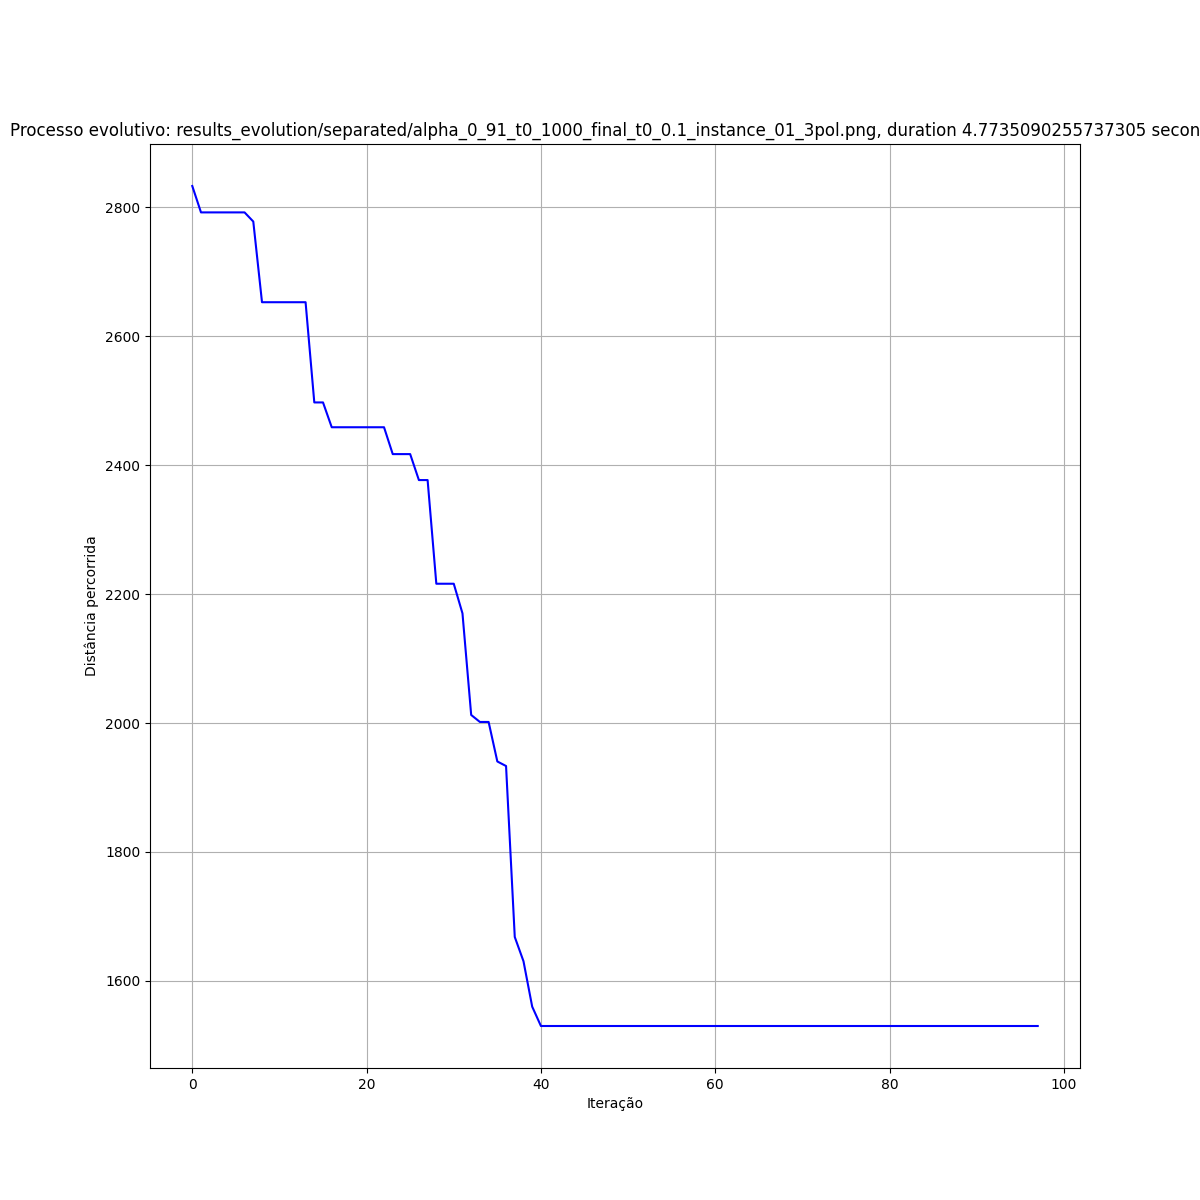 Processo evolutivo: results_evolution/separated/alpha_0_91_t0_1000_final_t0_0.1_instance_01_3pol.png, duration 4.7735090255737305 secon
2800
2600
2400
2200
2000
1800
1600
Distância percorrida
0 20 40 60 80 100
Iteração